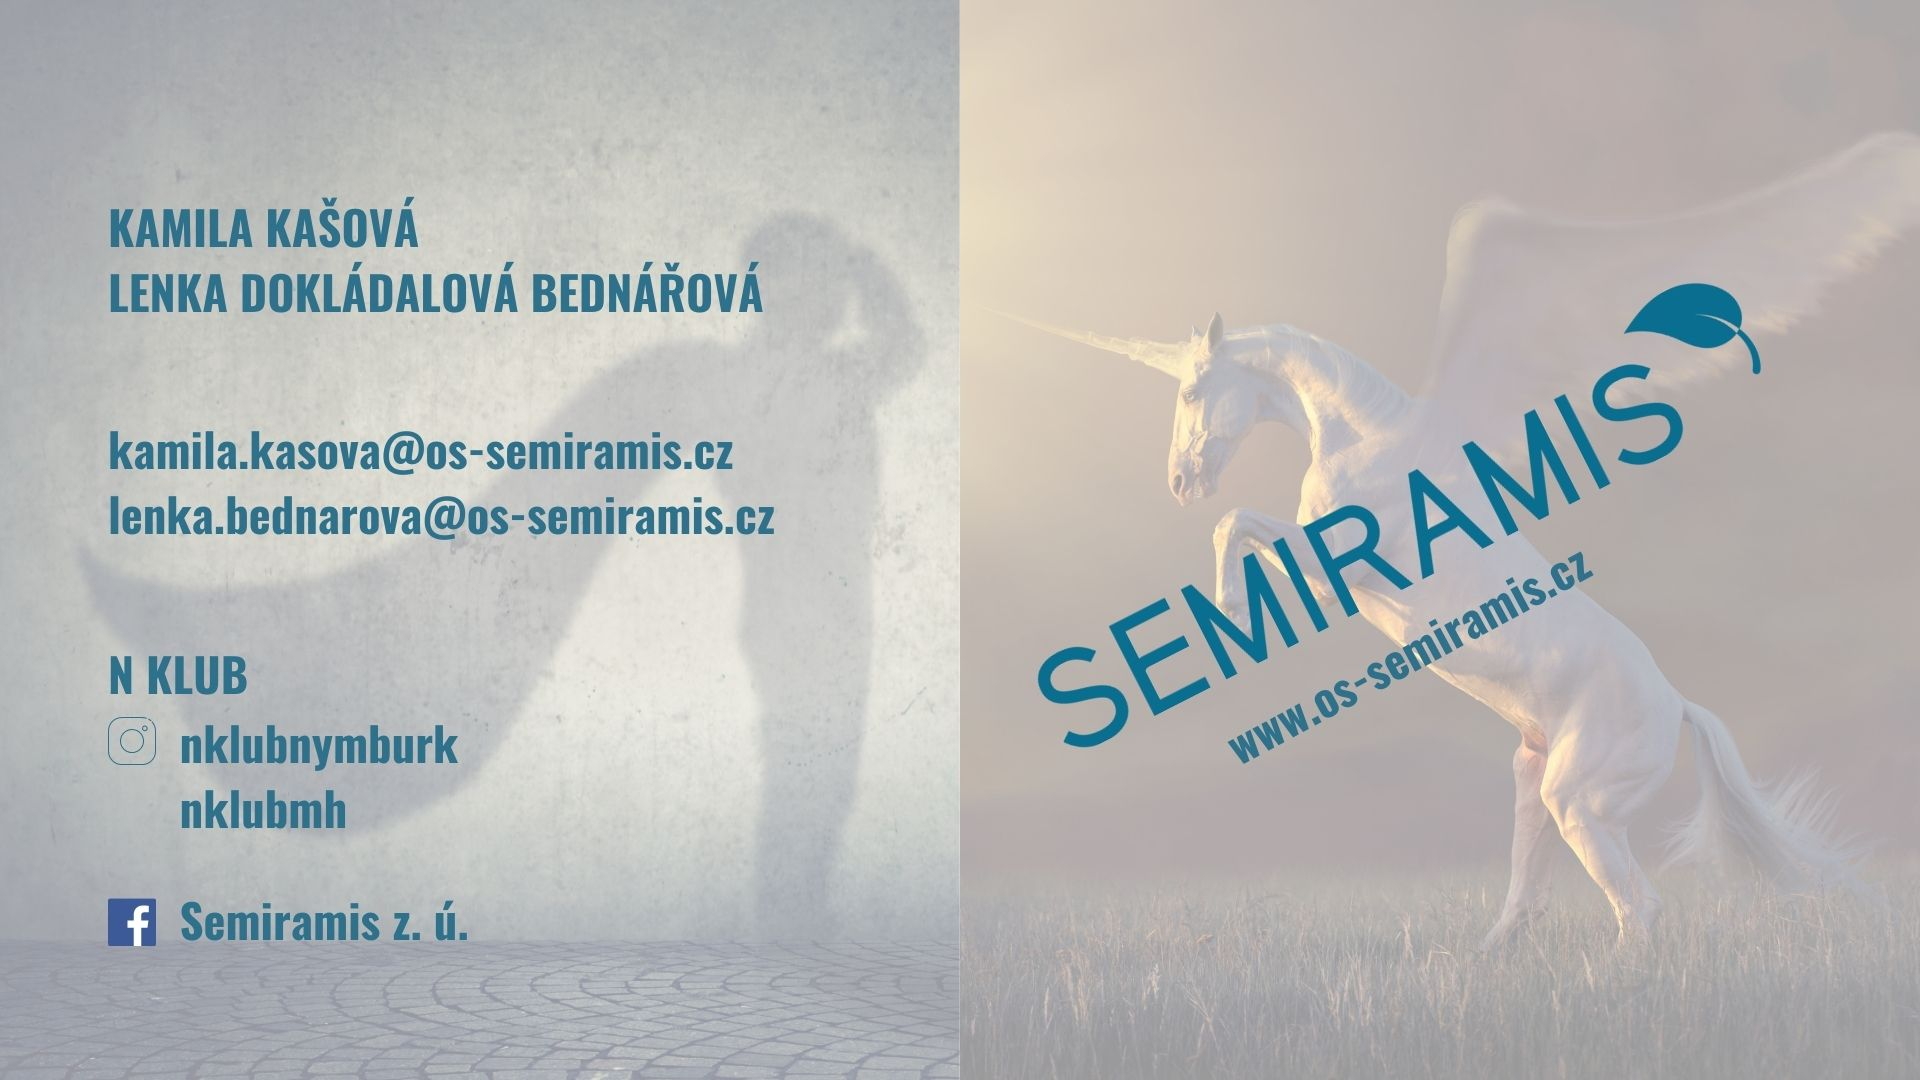 KAMILA KAŠOVÁ
LENKA DOKLÁDALOVÁ BEDNÁŘOVÁ
kamila.kasova@os-semiramis.cz
lenka.bednarova@os-semiramis.cz
N KLUB
nklubnymburk
nklubmh
Semiramis z. ú.
SEMIRAMIS
www.os-semiramis.cz